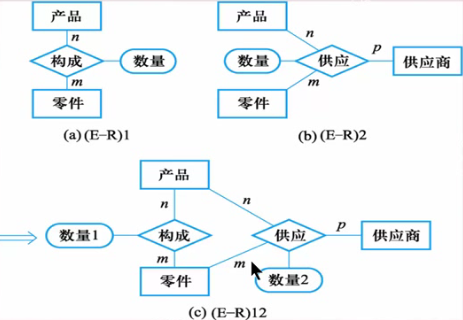 产品
n
构成
数量
m
零件
(a)(E-R)1
产品
n
数量
供应
p
供应商
m
零件
(b)(E-R)2
产品
n
n
数量1
构成
供应
p
供应商
m
m
零件
数量2
(c)(E-R)12